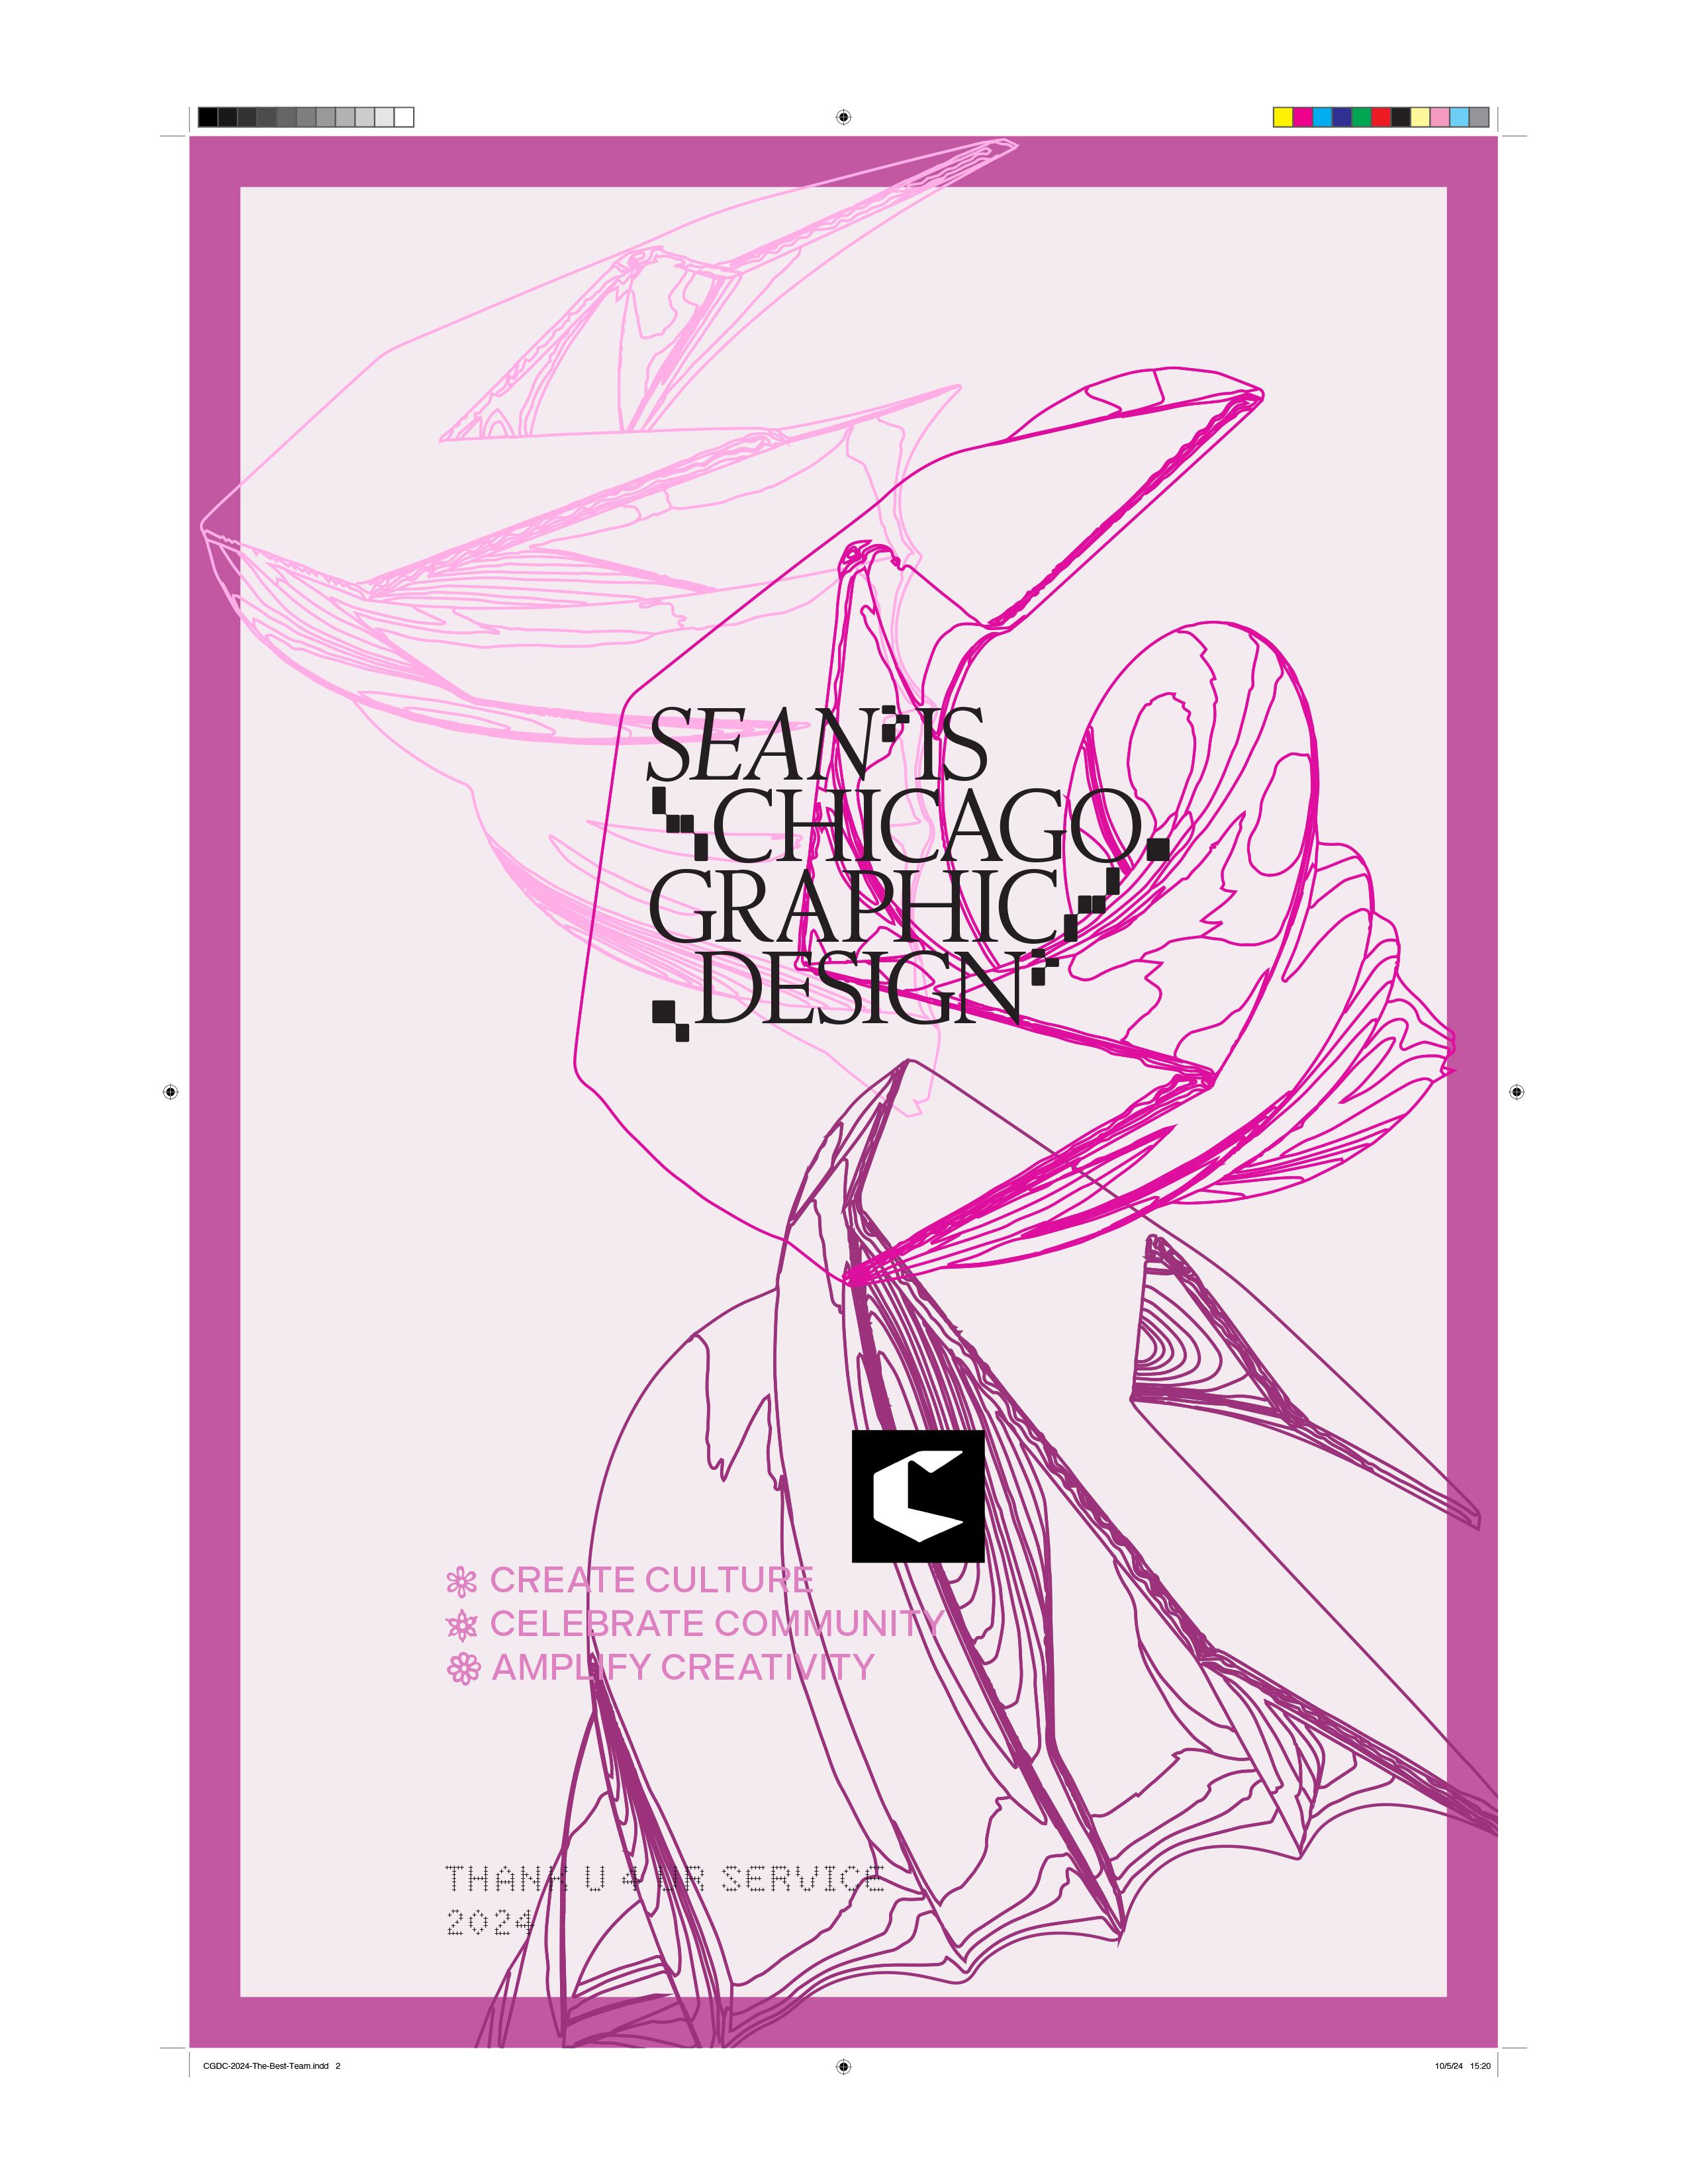 SEAN IS
CHICAGO
GRAPHIC
DESIGN
C
CREATE CULTURE
CELEBRATE COMMUNITY
AMPLIFY CREATIVITY
THANK U 4 UR SERVICE
2024
CGDC-2024-The-Best-Team.indd 2
10/5/24 15:20